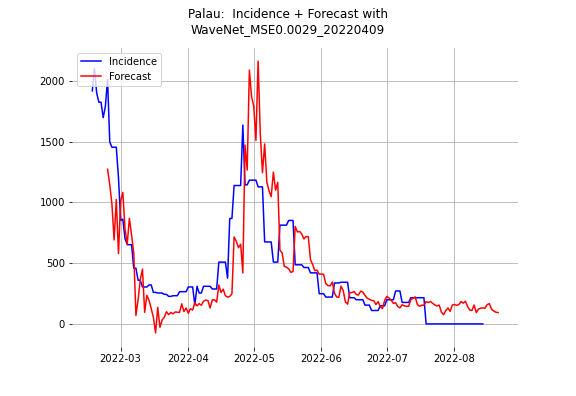 Palau:  Incidence + Forecast with
WaveNet_MSE0.0029_20220409
Incidence
Forecast
2000
1500
1000
500
0
2022-03
2022-04
2022-05
2022-06
2022-07
2022-08